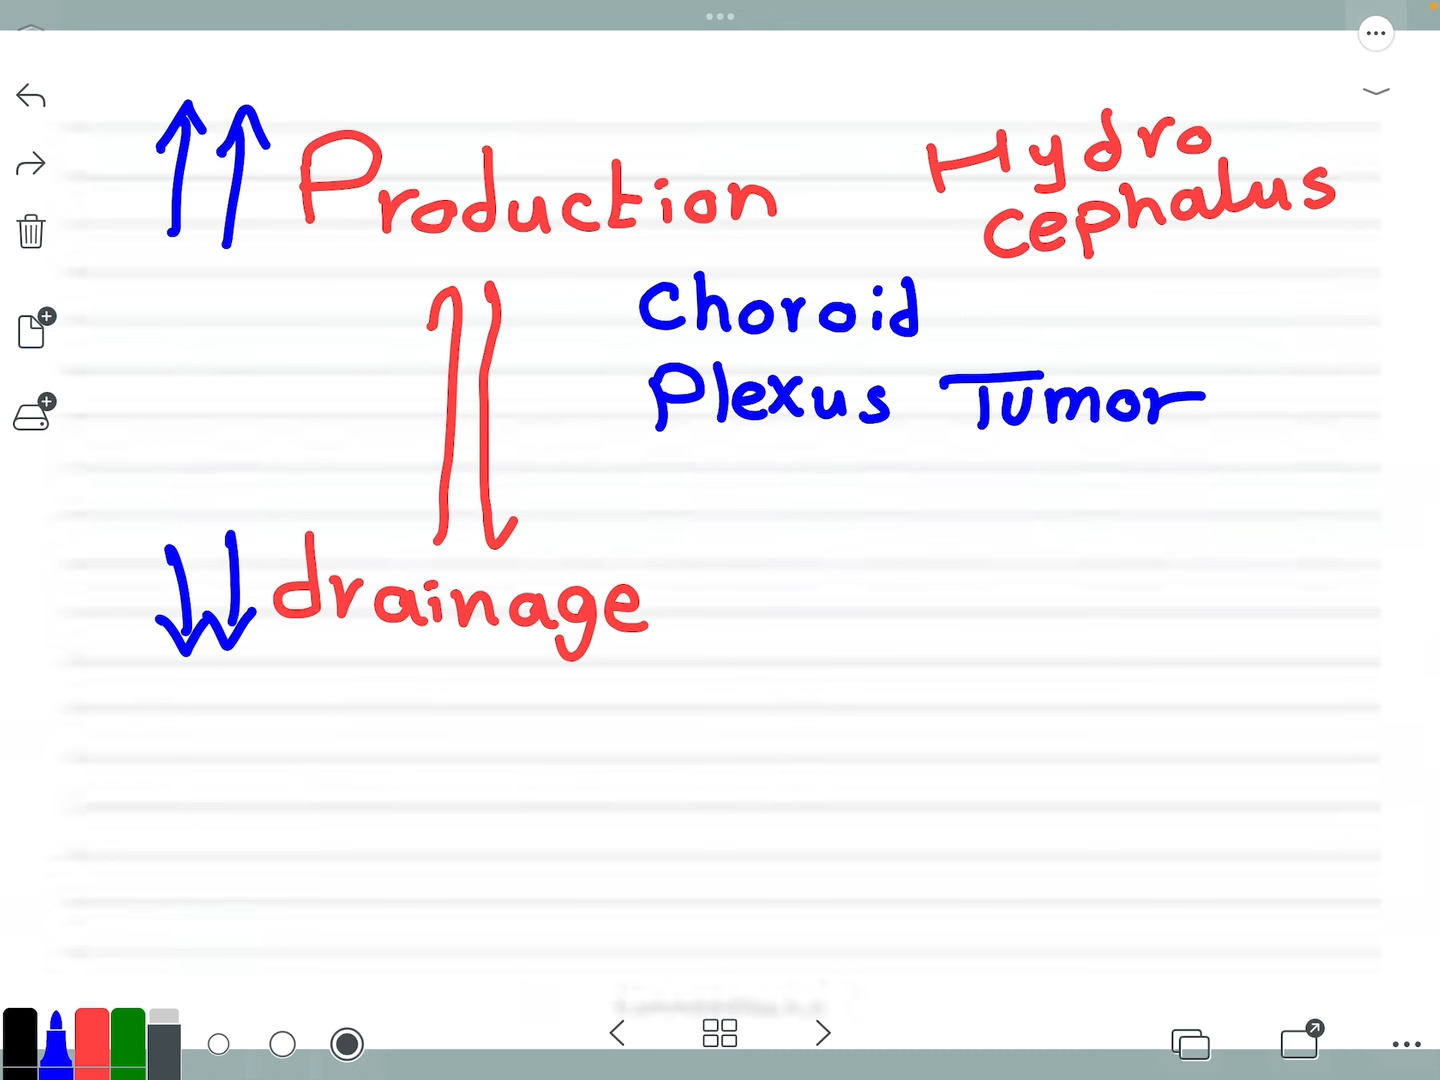 ↑↑ Production
Hydro
cephalus
Choroid
Plexus Tumor
↓↓ drainage